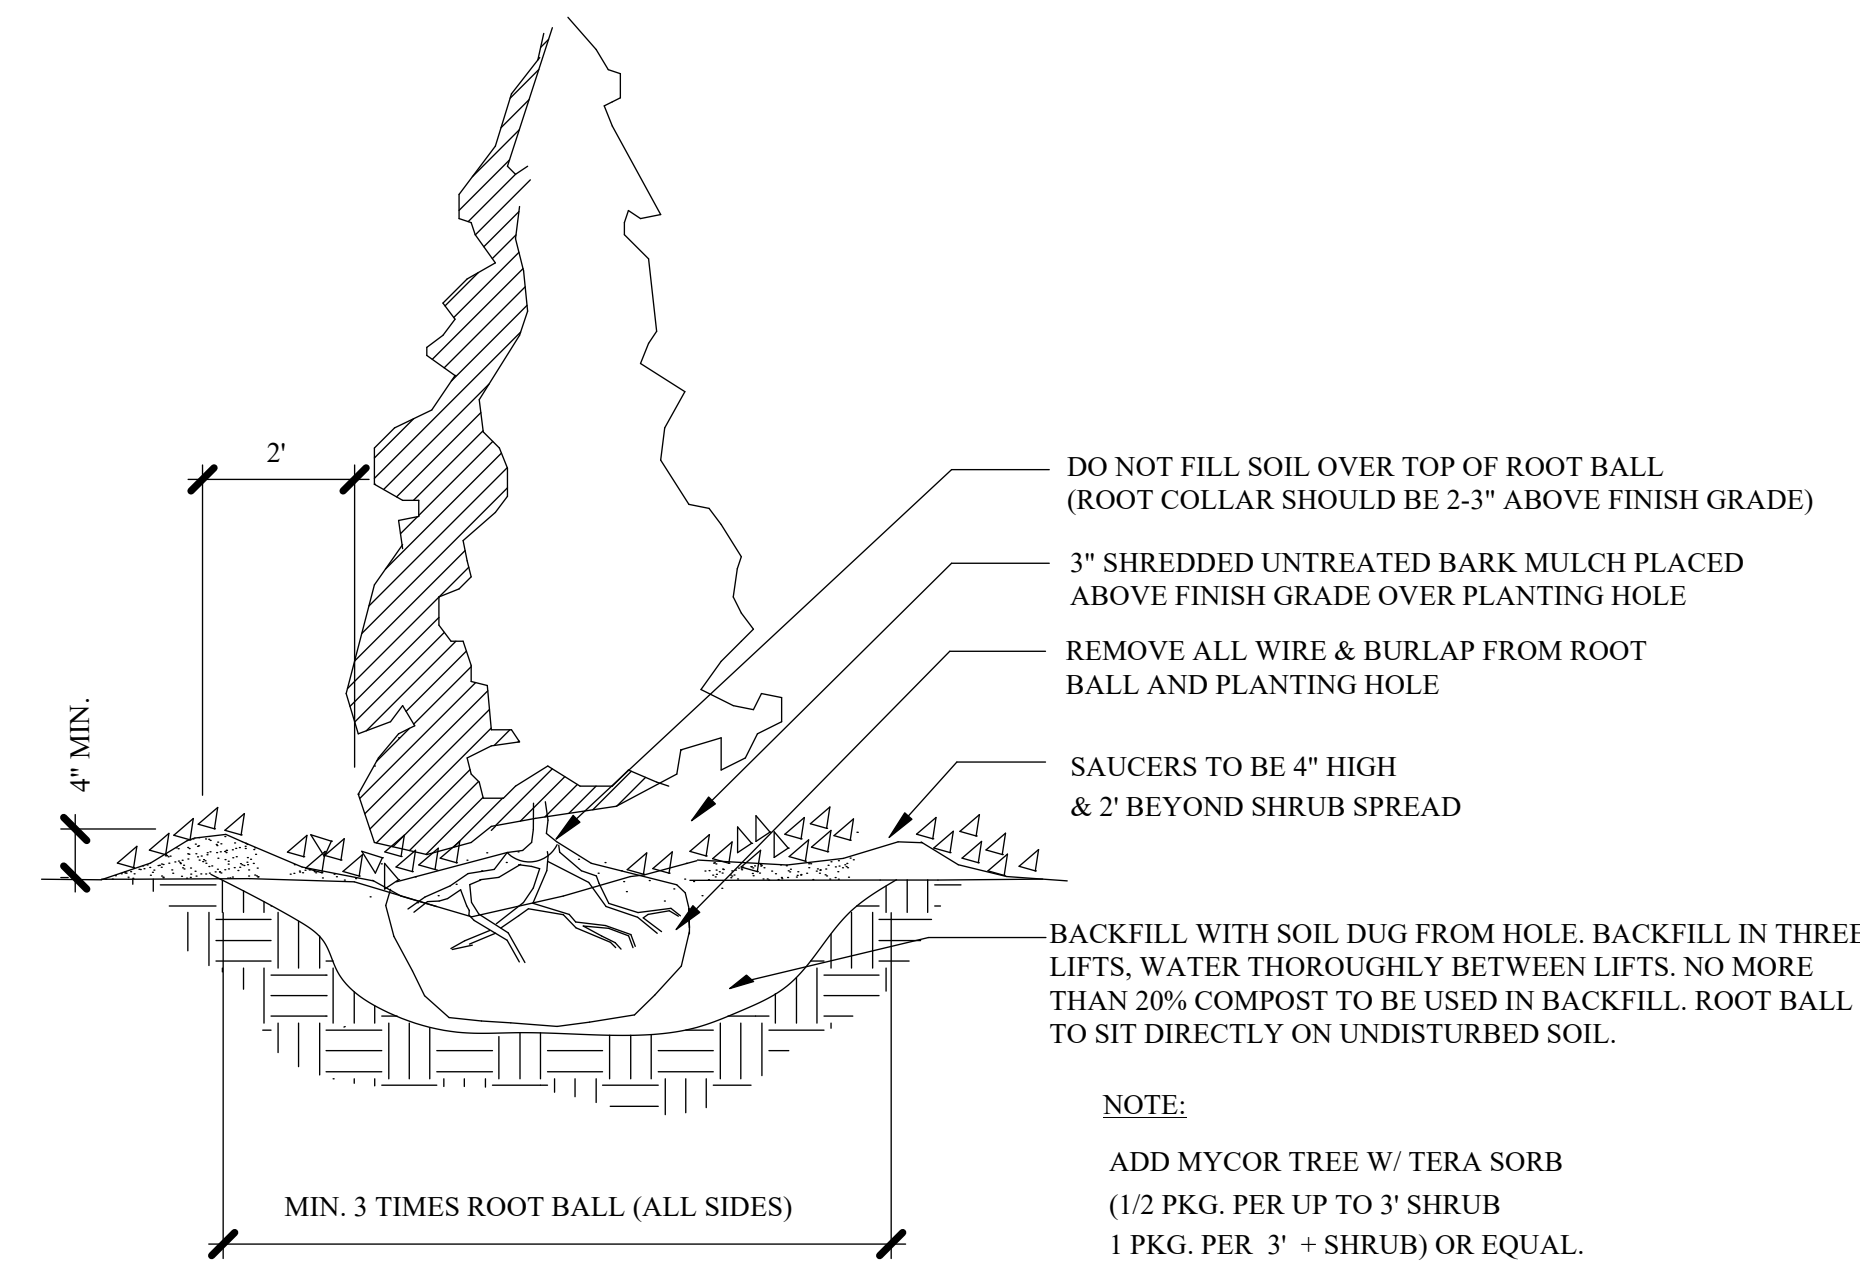 2'
DO NOT FILL SOIL OVER TOP OF ROOT BALL
(ROOT COLLAR SHOULD BE 2-3" ABOVE FINISH GRADE)
3" SHREDDED UNTREATED BARK MULCH PLACED
ABOVE FINISH GRADE OVER PLANTING HOLE
REMOVE ALL WIRE & BURLAP FROM ROOT
BALL AND PLANTING HOLE
4" MIN.
SAUCERS TO BE 4" HIGH
& 2' BEYOND SHRUB SPREAD
BACKFILL WITH SOIL DUG FROM HOLE. BACKFILL IN THREE
LIFTS, WATER THOROUGHLY BETWEEN LIFTS. NO MORE
THAN 20% COMPOST TO BE USED IN BACKFILL. ROOT BALL
TO SIT DIRECTLY ON UNDISTURBED SOIL.
NOTE:
ADD MYCOR TREE W/ TERA SORB
(1/2 PKG. PER UP TO 3' SHRUB
1 PKG. PER 3' + SHRUB) OR EQUAL.
MIN. 3 TIMES ROOT BALL (ALL SIDES)